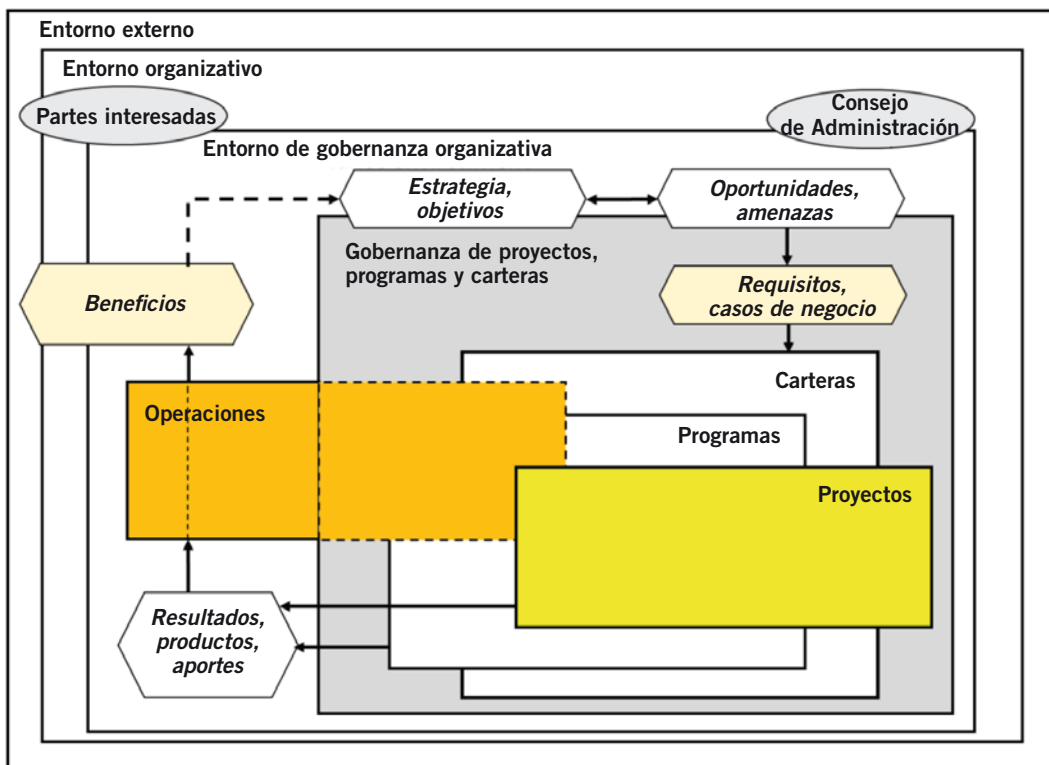 Entorno externo
Entorno organizativo
Partes interesadas
Consejo
de Administración
Entorno de gobernanza organizativa
Estrategia,
objetivos
Oportunidades,
amenazas
Gobernanza de proyectos,
programas y carteras
Beneficios
Requisitos,
casos de negocio
Carteras
Operaciones
Programas
Proyectos
Resultados,
productos,
aportes